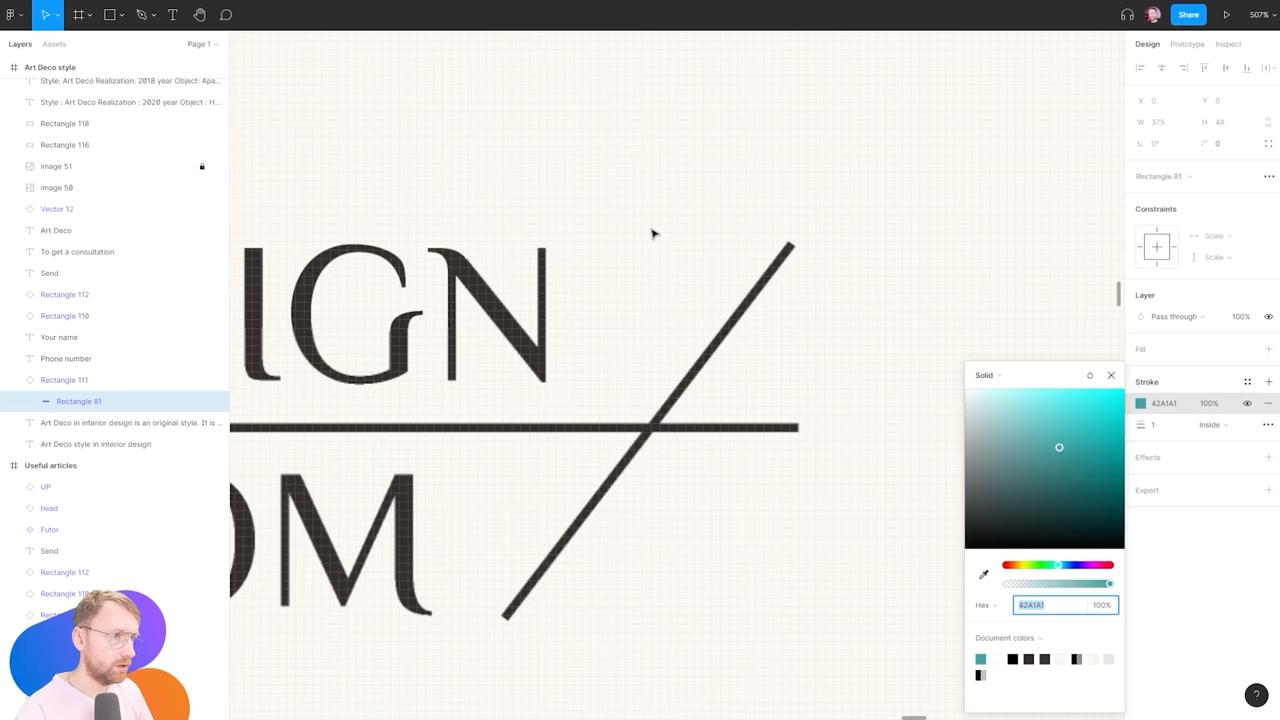 Share
507%
Layers
Assets
Page 1
Art Deco style
Style: Art Deco Realization: 2018 year Object: Apa...
Style : Art Deco Realization : 2020 year Object : H...
Rectangle 118
Rectangle 116
image 51
image 50
Vector 12
Art Deco
To get a consultation
Send
Rectangle 112
Rectangle 110
Your name
Phone number
Rectangle 111
Rectangle 81
Art Deco in interior design is an original style. It is ...
Art Deco style in interior design
Useful articles
UP
head
Futor
Send
Rectangle 112
IGN
OM
Design
Prototype
Inspect
X 0
Y 0
W 375
H 48
0°
0
Rectangle 81
Constraints
Scale
Scale
Layer
Pass through
100%
Fill
Stroke
42A1A1
100%
1
Inside
Effects
Export
Solid
Hex
42A1A1
100%
Document colors
?